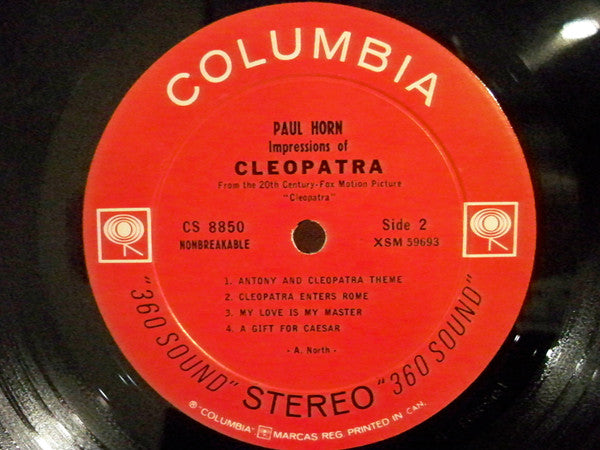 COLUMBIA
PAUL HORN
Impressions of
CLEOPATRA
From the 20th Century-Fox Motion Picture
"Cleopatra"
CS 8850
NONBREAKABLE
Side 2
XSM 59693
1. ANTONY AND CLEOPATRA THEME
2. CLEOPATRA ENTERS ROME
3. MY LOVE IS MY MASTER
4. A GIFT FOR CAESAR
- A. North -
"360 SOUND" STEREO "360 SOUND"
® "COLUMBIA" MARCAS REG. PRINTED IN CAN.